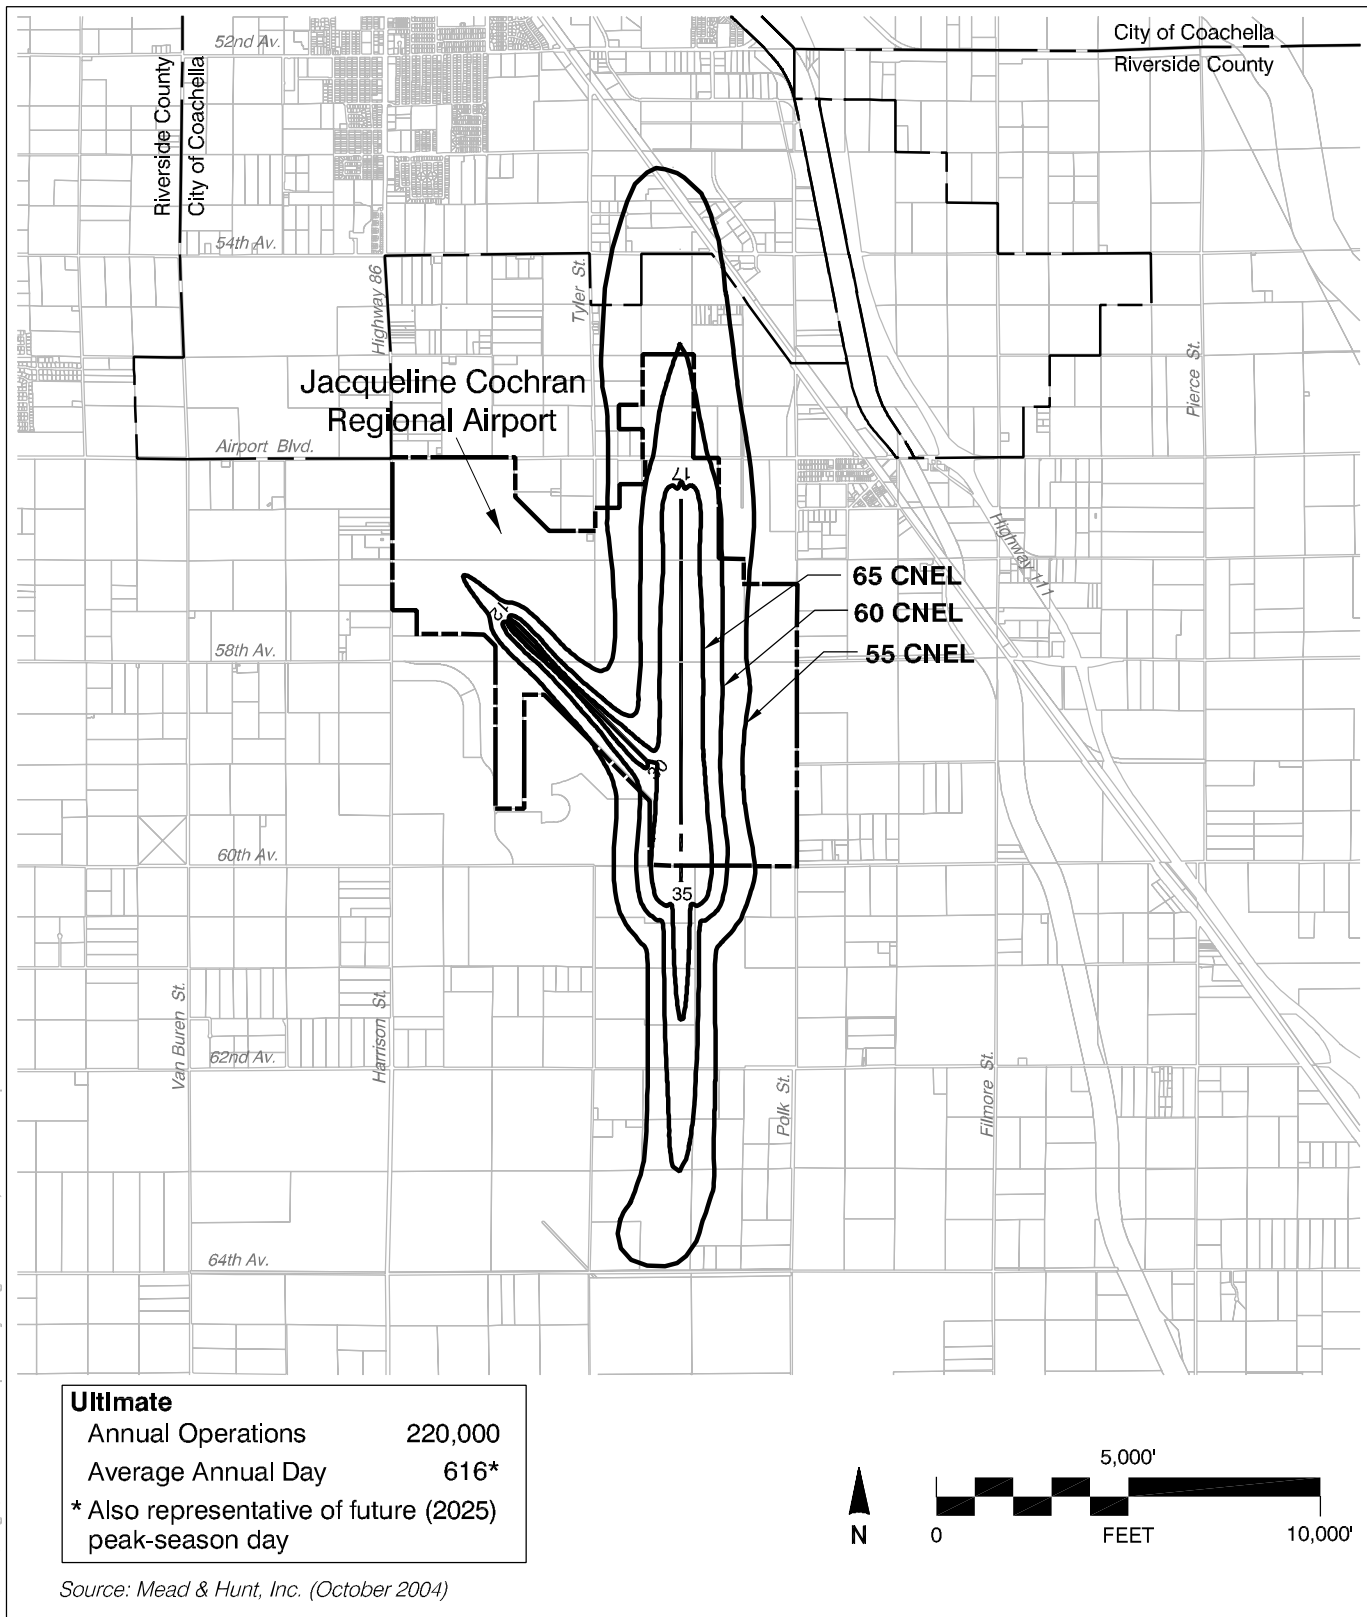 City of Coachella
Riverside County
52nd Av.
Riverside County
City of Coachella
54th Av.
Highway 86
Tyler St.
Pierce St.
Jacqueline Cochran
Regional Airport
Airport Blvd.
17
Highway 111
65 CNEL
60 CNEL
55 CNEL
12
58th Av.
30
60th Av.
35
Van Buren St.
Harrison St.
62nd Av.
Polk St.
Filmore St.
64th Av.
UltImate
Annual Operations 220,000
Average Annual Day 616*
* Also representative of future (2025)
peak-season day
5,000'
N
0 FEET 10,000'
Source: Mead & Hunt, Inc. (October 2004)